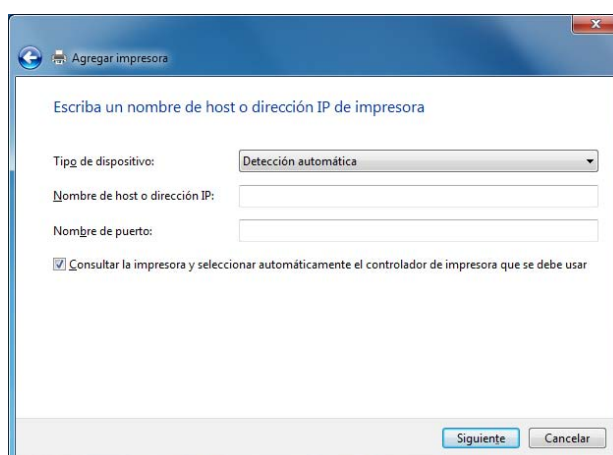 Agregar impresora
Escriba un nombre de host o dirección IP de impresora
Tipo de dispositivo: Detección automática
Nombre de host o dirección IP:
Nombre de puerto:
Consultar la impresora y seleccionar automáticamente el controlador de impresora que se debe usar
Siguiente Cancelar